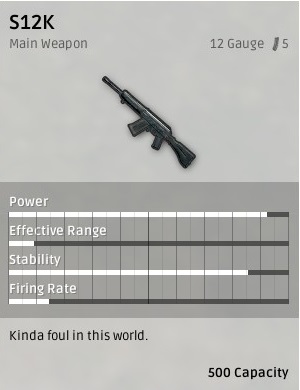 S12K
Main Weapon 12 Gauge 5
Power
Effective Range
Stability
Firing Rate
Kinda foul in this world.
500 Capacity